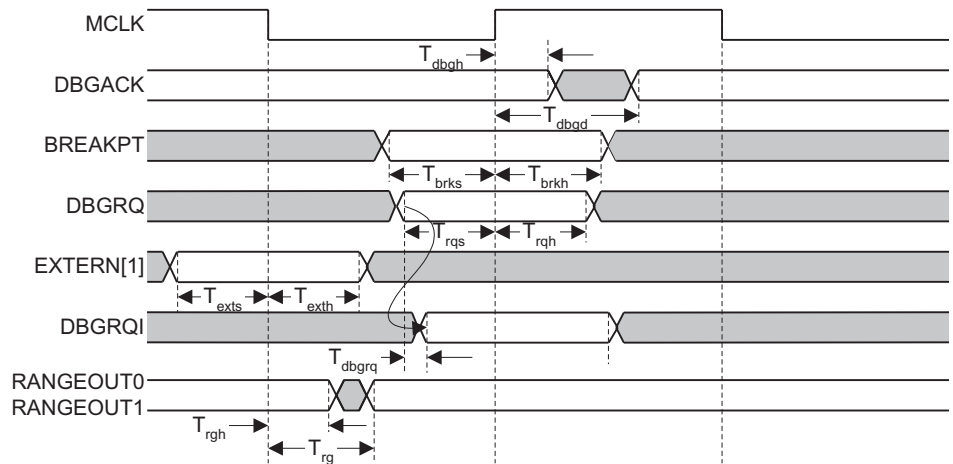 MCLK
T dbgh
DBGACK
T dbgd
BREAKPT
T brks T brkh
DBGRQ
T rqs T rqh
EXTERN[1]
T exts T exth
DBGRQI
T dbgrq
RANGEOUT0
RANGEOUT1
T rgh
T rg